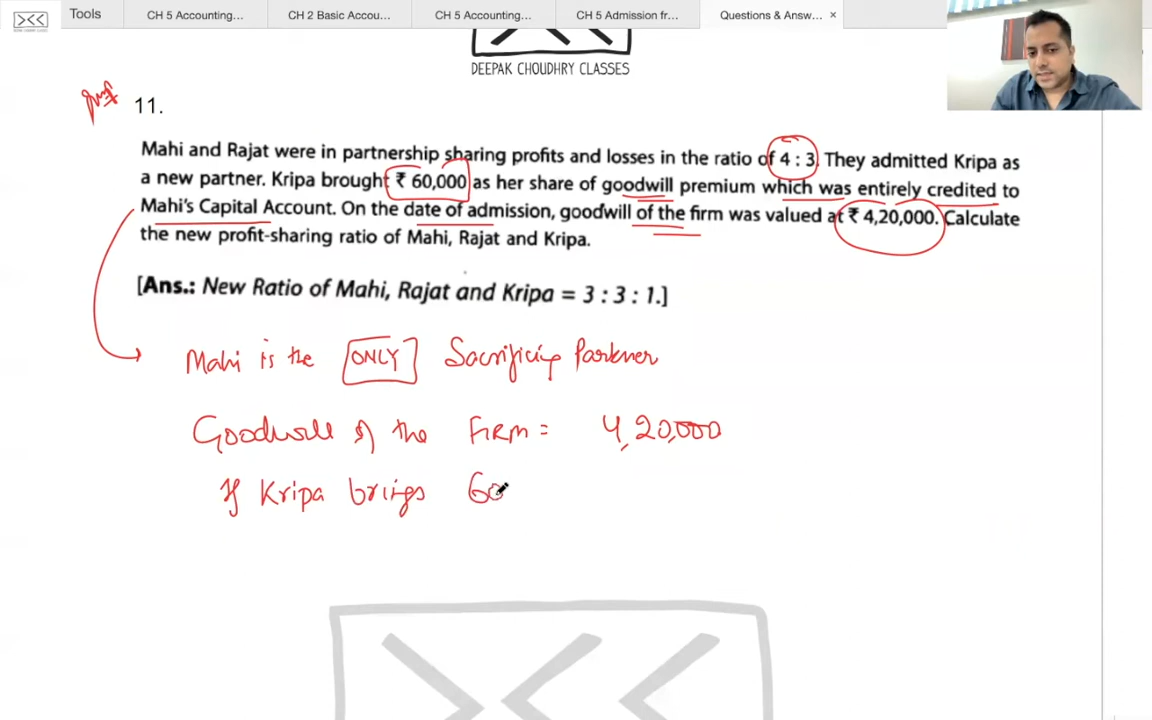 Tools
CH 5 Accounting...
CH 2 Basic Accou...
CH 5 Accounting...
CH 5 Admission fr...
Questions & Answ...
×
DEEPAK CHOUDHRY CLASSES
11.
Mahi and Rajat were in partnership sharing profits and losses in the ratio of 4 : 3. They admitted Kripa as
a new partner. Kripa brought ₹ 60,000 as her share of goodwill premium which was entirely credited to
Mahi's Capital Account. On the date of admission, goodwill of the firm was valued at ₹ 4,20,000. Calculate
the new profit-sharing ratio of Mahi, Rajat and Kripa.
[Ans.: New Ratio of Mahi, Rajat and Kripa = 3 : 3 : 1.]
Mahi is the ONLY Sacrificing Partner
Goodwill of the FIRM = 4,20,000
If Kripa brings 60